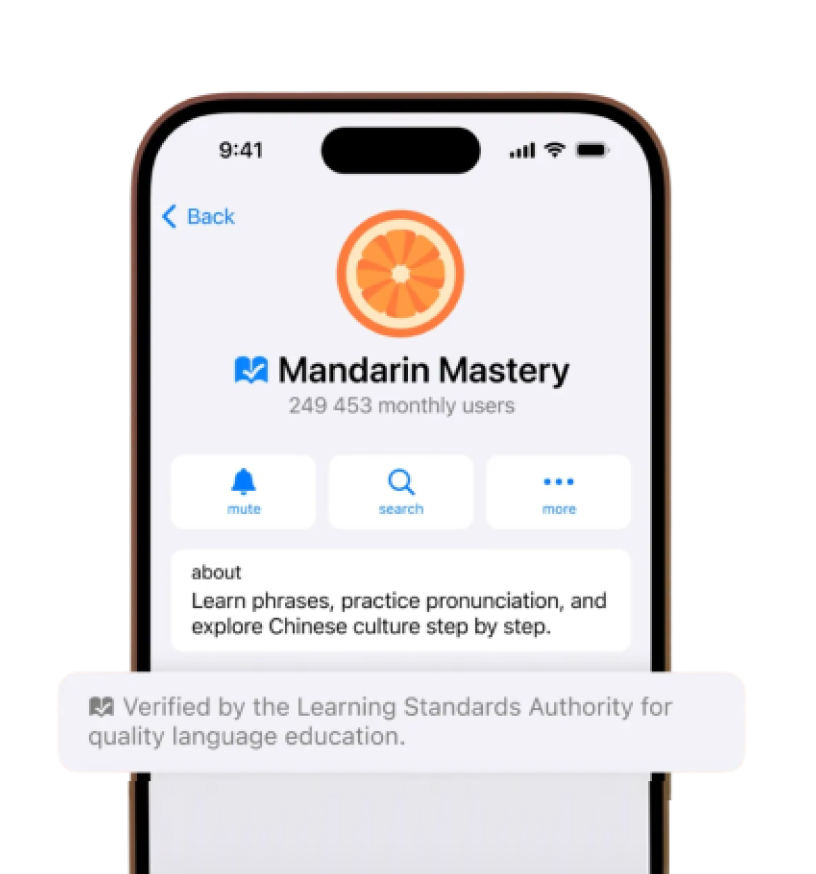 9:41
Back
Mandarin Mastery
249 453 monthly users
mute
search
more
about
Learn phrases, practice pronunciation, and
explore Chinese culture step by step.
Verified by the Learning Standards Authority for
quality language education.